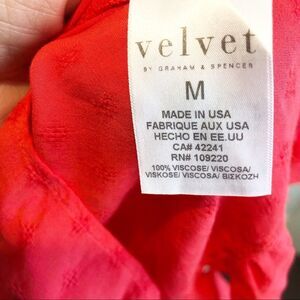 velvet
BY GRAHAM & SPENCER
M
MADE IN USA
FABRIQUE AUX USA
HECHO EN EE.UU
CA# 42241
RN# 109220
100% VISCOSE/ VISCOSA/
VISKOSE/ VISCOSA/ ΒΙΣΚΟΖΗ